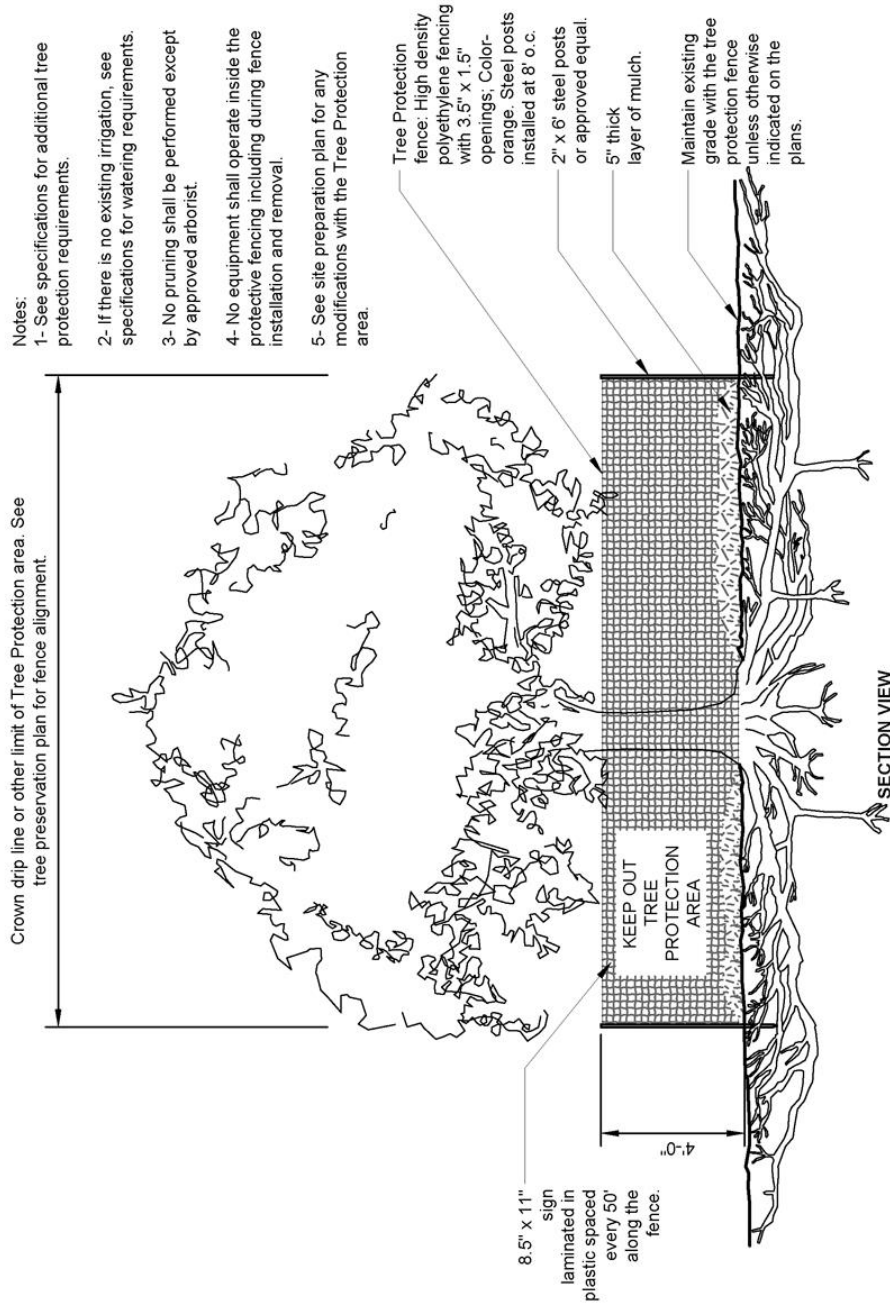 Crown drip line or other limit of Tree Protection area. See
tree preservation plan for fence alignment.
Notes:
1- See specifications for additional tree
protection requirements.
2- If there is no existing irrigation, see
specifications for watering requirements.
3- No pruning shall be performed except
by approved arborist.
4- No equipment shall operate inside the
protective fencing including during fence
installation and removal.
5- See site preparation plan for any
modifications with the Tree Protection
area.
8.5" x 11"
sign
laminated in
plastic spaced
every 50'
along the
fence.
4'-0"
KEEP OUT
TREE
PROTECTION
AREA
Tree Protection
fence: High density
polyethylene fencing
with 3.5" x 1.5"
openings; Color-
orange. Steel posts
installed at 8' o.c.
2" x 6' steel posts
or approved equal.
5" thick
layer of mulch.
Maintain existing
grade with the tree
protection fence
unless otherwise
indicated on the
plans.
SECTION VIEW